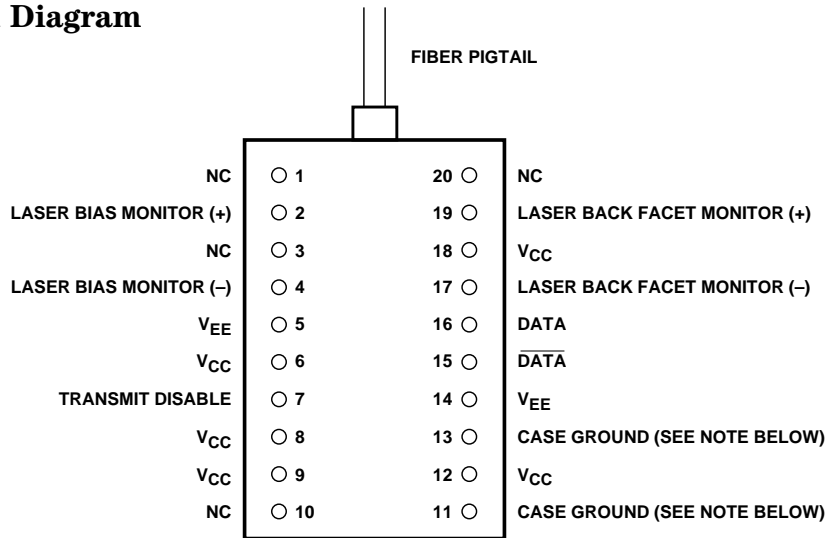 Diagram
FIBER PIGTAIL
NC 1 20 NC
LASER BIAS MONITOR (+) 2 19 LASER BACK FACET MONITOR (+)
NC 3 18 VCC
LASER BIAS MONITOR (–) 4 17 LASER BACK FACET MONITOR (–)
VEE 5 16 DATA
VCC 6 15 D̅A̅T̅A̅
TRANSMIT DISABLE 7 14 VEE
VCC 8 13 CASE GROUND (SEE NOTE BELOW)
VCC 9 12 VCC
NC 10 11 CASE GROUND (SEE NOTE BELOW)